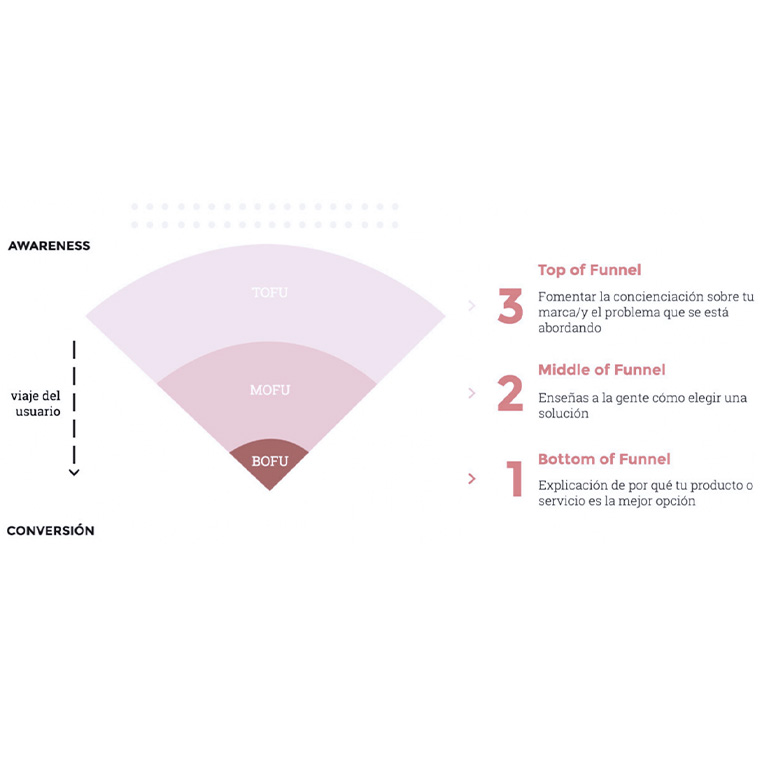 AWARENESS
TOFU
MOFU
BOFU
viaje del
usuario
CONVERSIÓN
3
Top of Funnel
Fomentar la concienciación sobre tu
marca/y el problema que se está
abordando
2
Middle of Funnel
Enseñas a la gente cómo elegir una
solución
1
Bottom of Funnel
Explicación de por qué tu producto o
servicio es la mejor opción